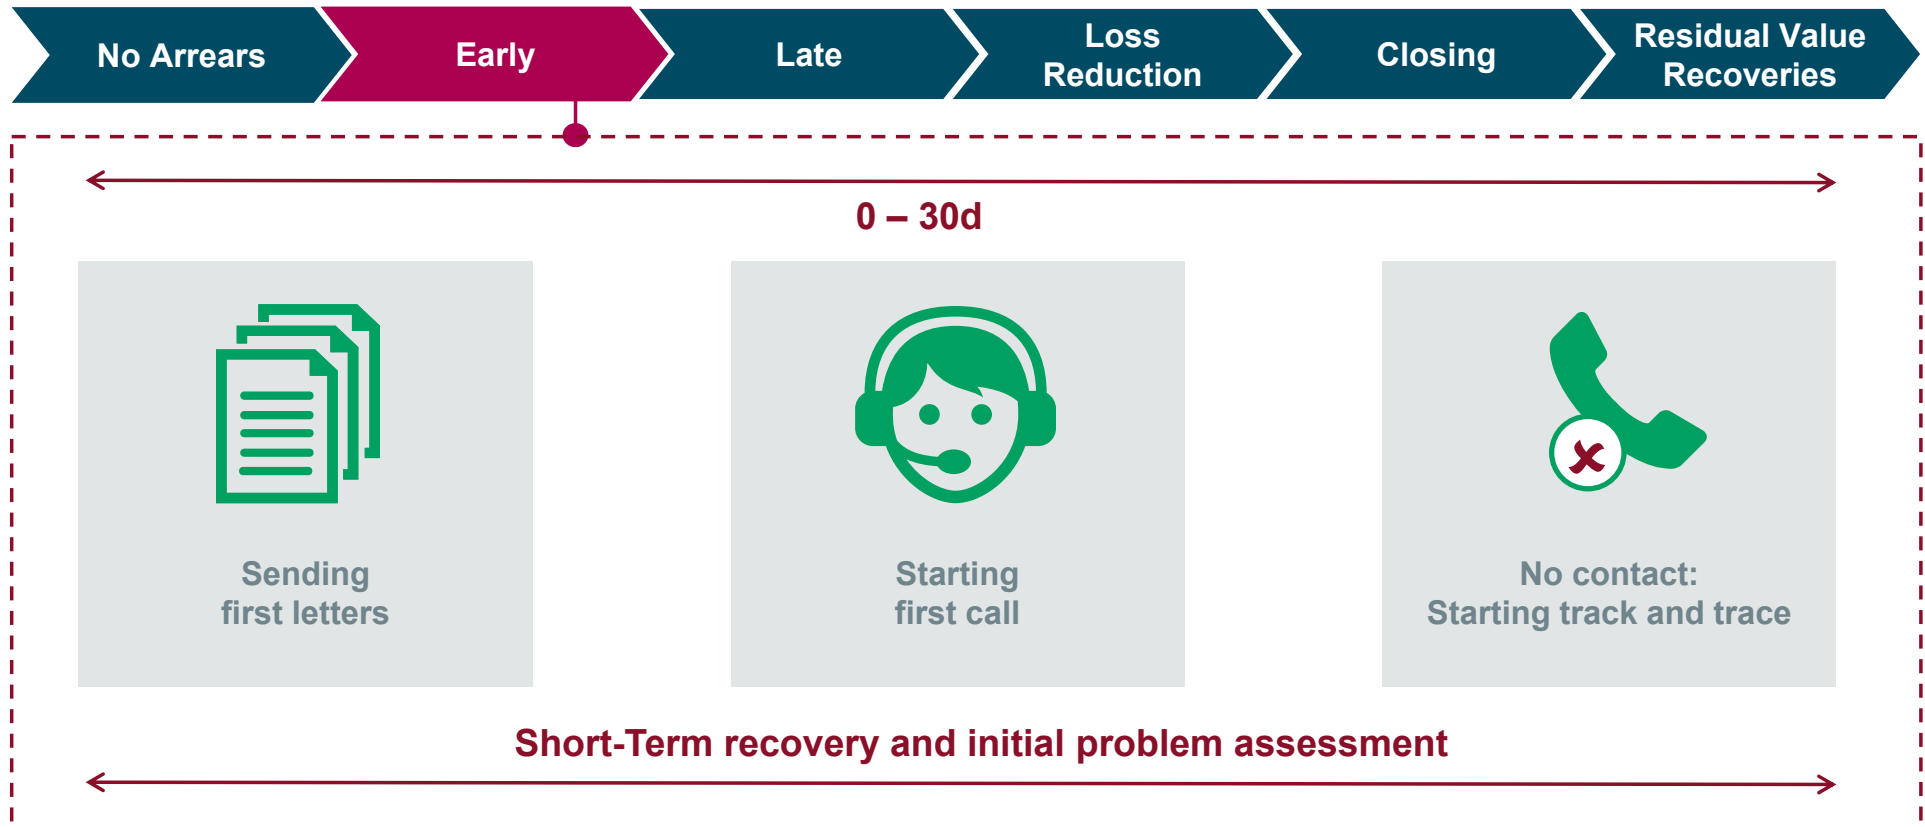 No Arrears
Early
Late
Loss
Reduction
Closing
Residual Value
Recoveries
0 – 30d
Sending
first letters
Starting
first call
No contact:
Starting track and trace
Short-Term recovery and initial problem assessment